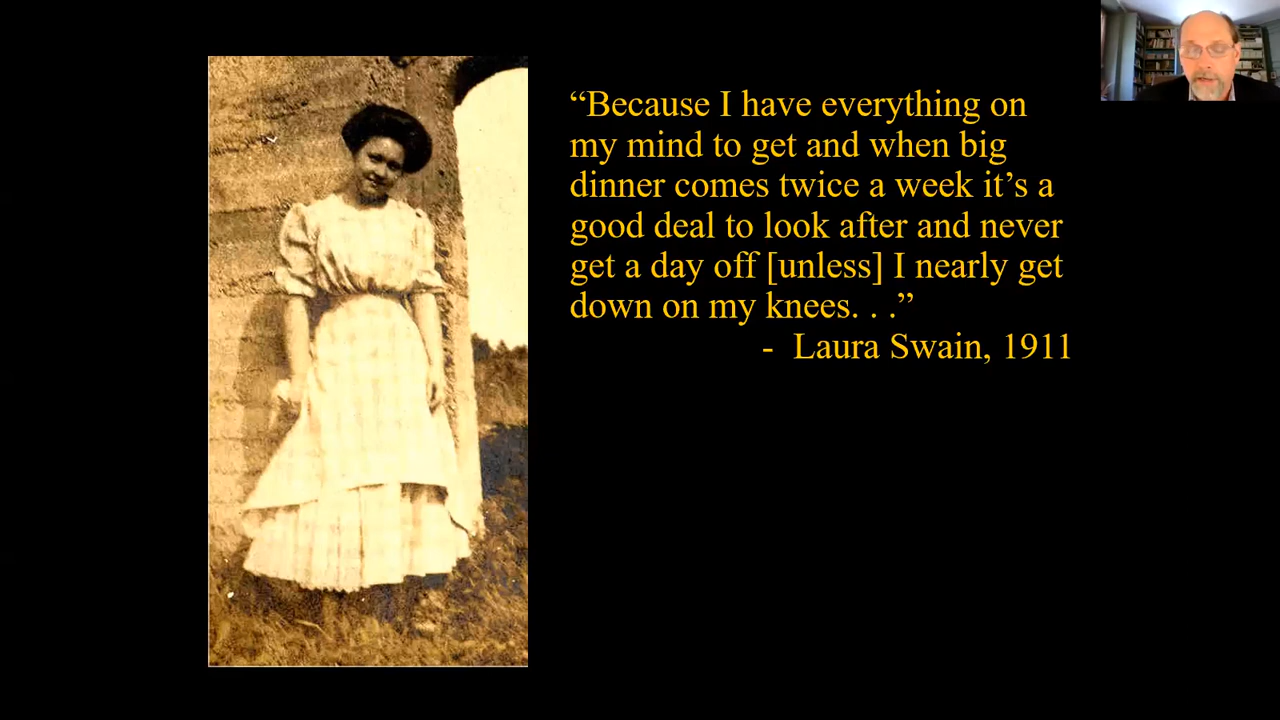 “Because I have everything on
my mind to get and when big
dinner comes twice a week it’s a
good deal to look after and never
get a day off [unless] I nearly get
down on my knees. . .”
- Laura Swain, 1911